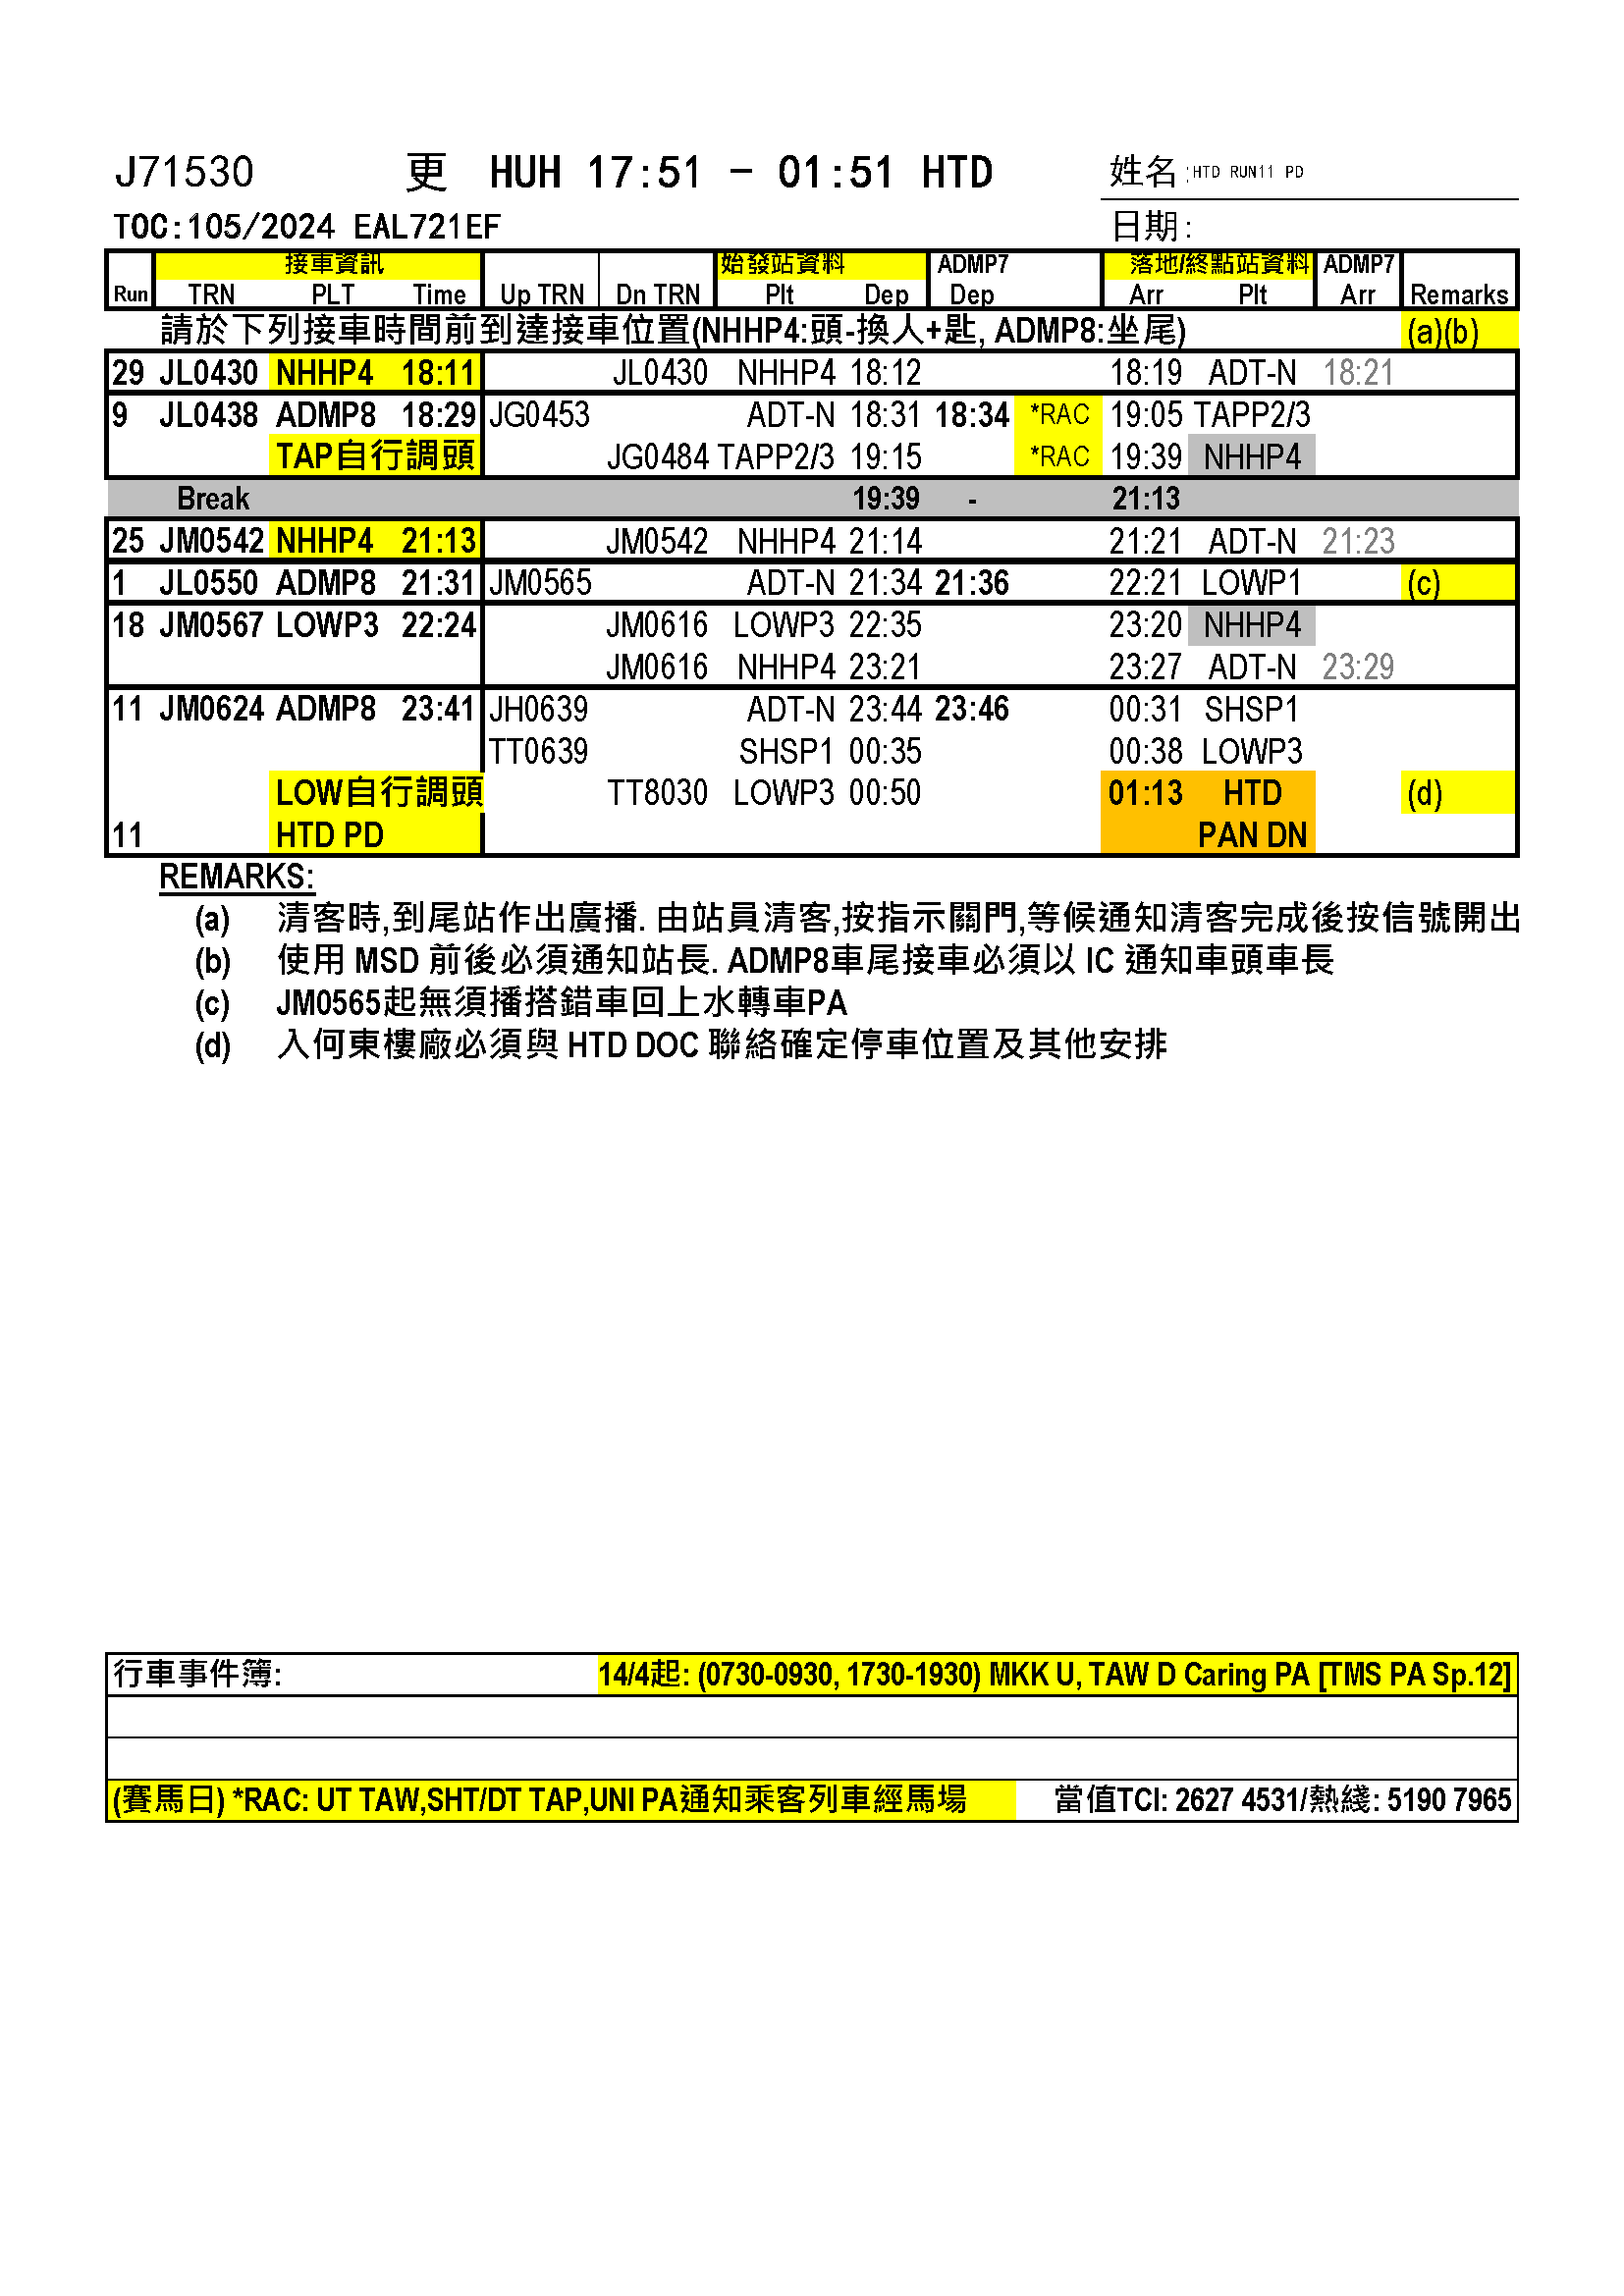 J71530 更 HUH 17:51 - 01:51 HTD 姓名:HTD RUN11 PD
TOC:105/2024 EAL721EF 日期:
接車資訊 始發站資料 ADMP7 落地/終點站資料 ADMP7
Run TRN PLT Time Up TRN Dn TRN Plt Dep Dep Arr Plt Arr Remarks
請於下列接車時間前到達接車位置(NHHP4:頭-換人+匙, ADMP8:坐尾) (a)(b)
29 JL0430 NHHP4 18:11 JL0430 NHHP4 18:12 18:19 ADT-N 18:21
9 JL0438 ADMP8 18:29 JG0453 ADT-N 18:31 18:34 *RAC 19:05 TAPP2/3
TAP自行調頭 JG0484 TAPP2/3 19:15 *RAC 19:39 NHHP4
Break 19:39 - 21:13
25 JM0542 NHHP4 21:13 JM0542 NHHP4 21:14 21:21 ADT-N 21:23
1 JL0550 ADMP8 21:31 JM0565 ADT-N 21:34 21:36 22:21 LOWP1 (c)
18 JM0567 LOWP3 22:24 JM0616 LOWP3 22:35 23:20 NHHP4
JM0616 NHHP4 23:21 23:27 ADT-N 23:29
11 JM0624 ADMP8 23:41 JH0639 ADT-N 23:44 23:46 00:31 SHSP1
TT0639 SHSP1 00:35 00:38 LOWP3
LOW自行調頭 TT8030 LOWP3 00:50 01:13 HTD (d)
11 HTD PD PAN DN
REMARKS:
(a) 清客時,到尾站作出廣播. 由站員清客,按指示關門,等候通知清客完成後按信號開出
(b) 使用 MSD 前後必須通知站長. ADMP8車尾接車必須以 IC 通知車頭車長
(c) JM0565起無須播搭錯車回上水轉車PA
(d) 入何東樓廠必須與 HTD DOC 聯絡確定停車位置及其他安排
行車事件簿: 14/4起: (0730-0930, 1730-1930) MKK U, TAW D Caring PA [TMS PA Sp.12]
(賽馬日) *RAC: UT TAW,SHT/DT TAP,UNI PA通知乘客列車經馬場 當值TCI: 2627 4531/熱綫: 5190 7965